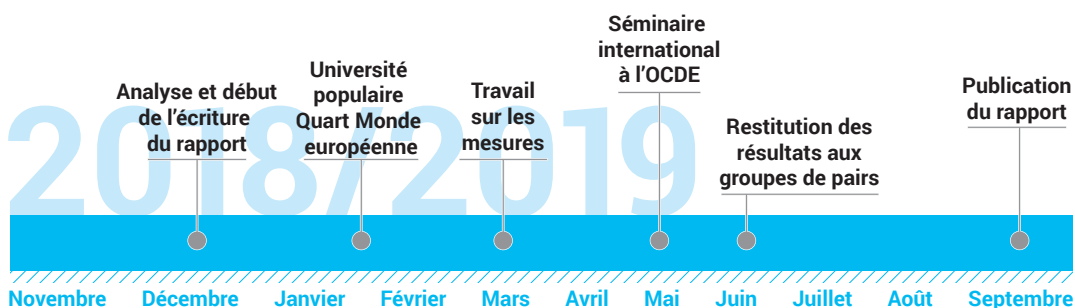 2018/2019
Analyse et début
de l'écriture
du rapport
Université
populaire
Quart Monde
européenne
Travail
sur les
mesures
Séminaire
international
à l'OCDE
Restitution des
résultats aux
groupes de pairs
Publication
du rapport
Novembre Décembre Janvier Février Mars Avril Mai Juin Juillet Août Septembre